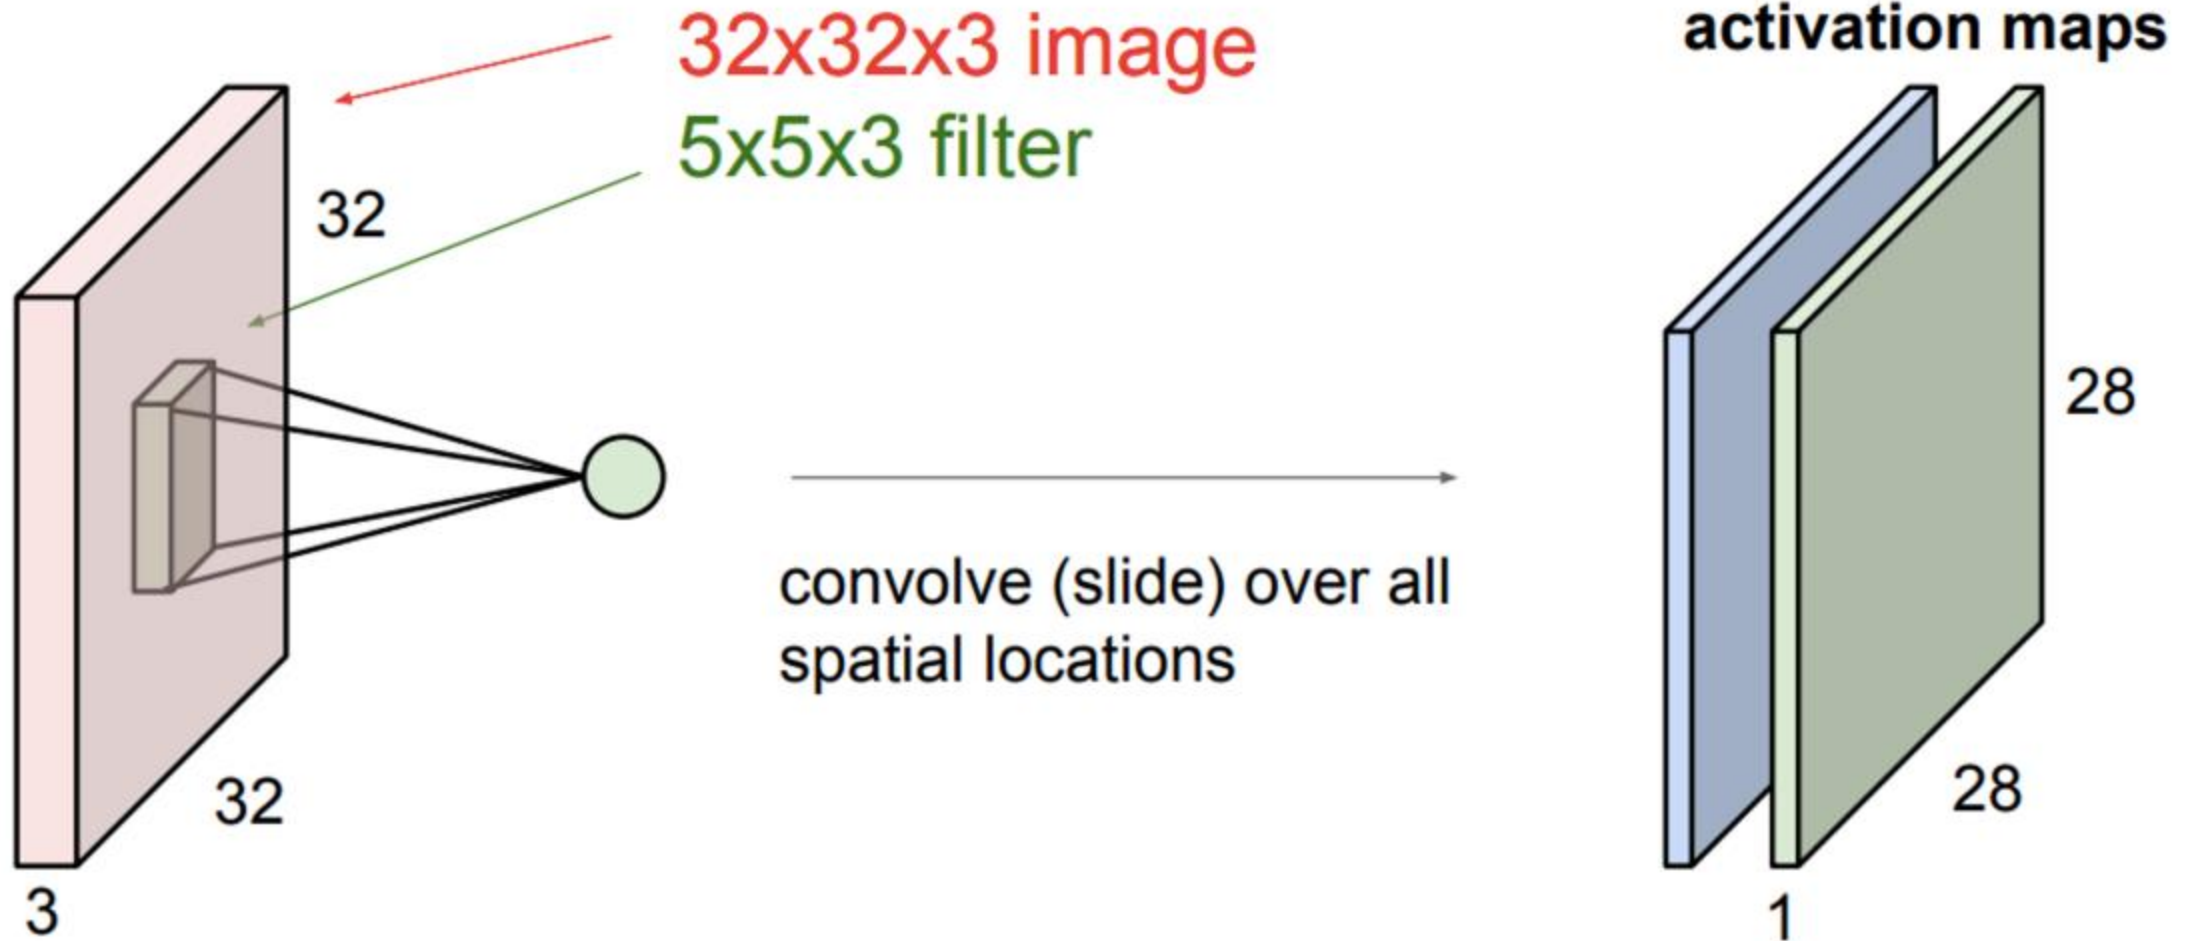 32x32x3 image
5x5x3 filter
activation maps
32
28
convolve (slide) over all
spatial locations
32
28
3
1